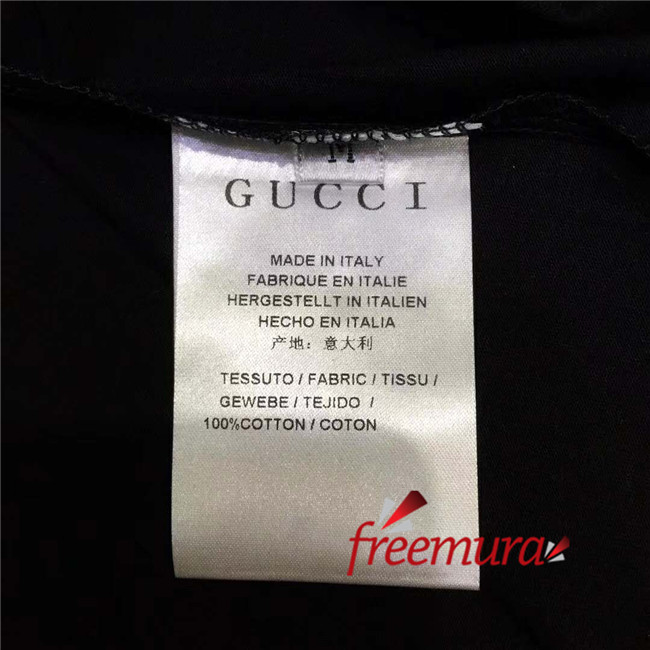 M
GUCCI
MADE IN ITALY
FABRIQUE EN ITALIE
HERGESTELLT IN ITALIEN
HECHO EN ITALIA
产地: 意大利
TESSUTO / FABRIC / TISSU /
GEWEBE / TEJIDO /
100%COTTON / COTON
freemura